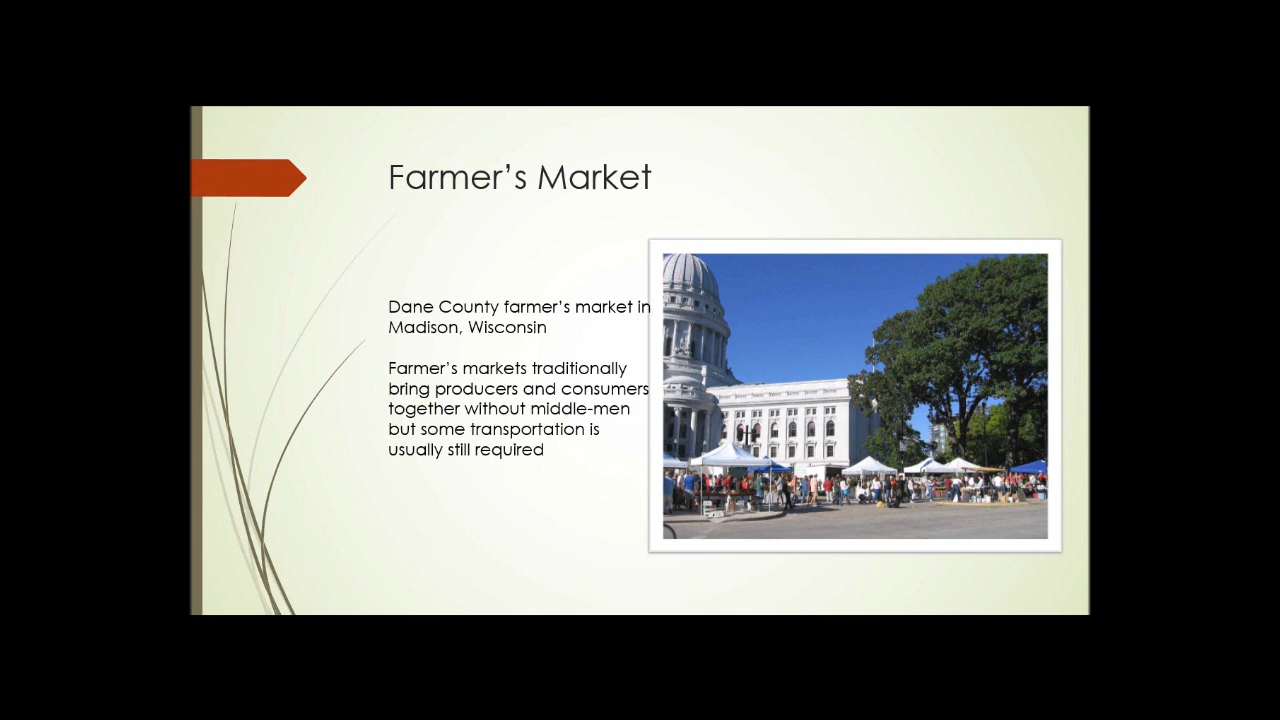 Farmer’s Market
Dane County farmer’s market in
Madison, Wisconsin
Farmer’s markets traditionally
bring producers and consumers
together without middle-men
but some transportation is
usually still required